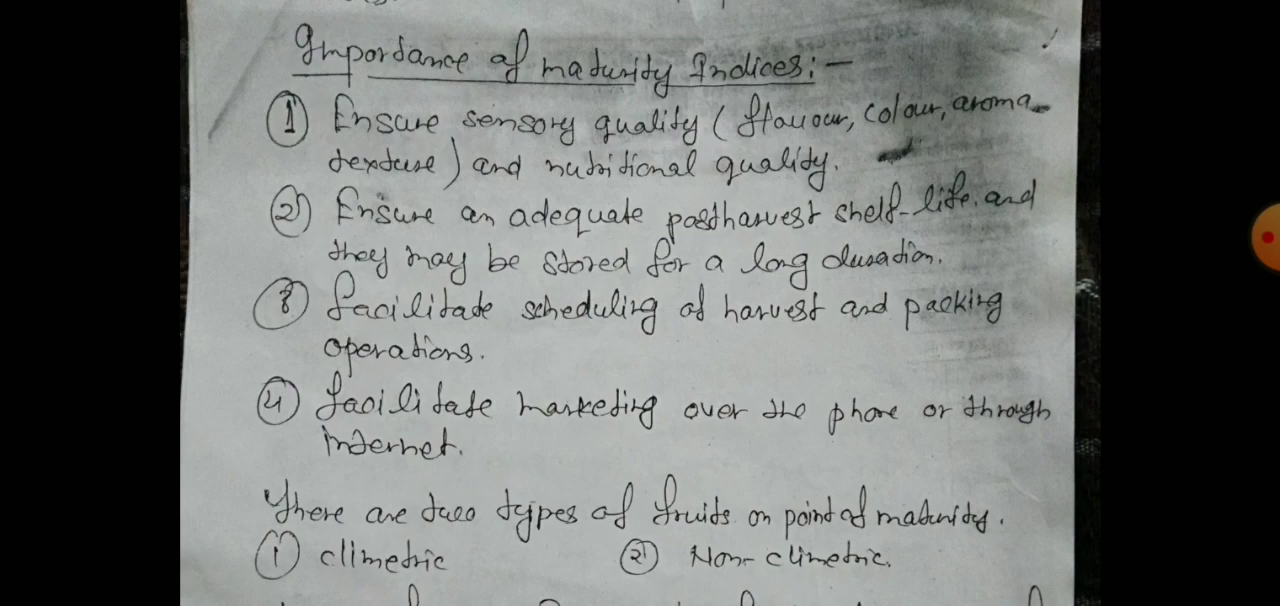 Importance of maturity Indices:-
① Ensure sensory quality (flavour, colour, aroma
texture) and nutritional quality.
② Ensure an adequate postharvest shelf-life. and
they may be stored for a long duration.
③ facilitate scheduling of harvest and packing
operations.
④ facilitate marketing over the phone or through
internet.
There are two types of fruits on point of maturity.
① climetric ② Non-climetric.